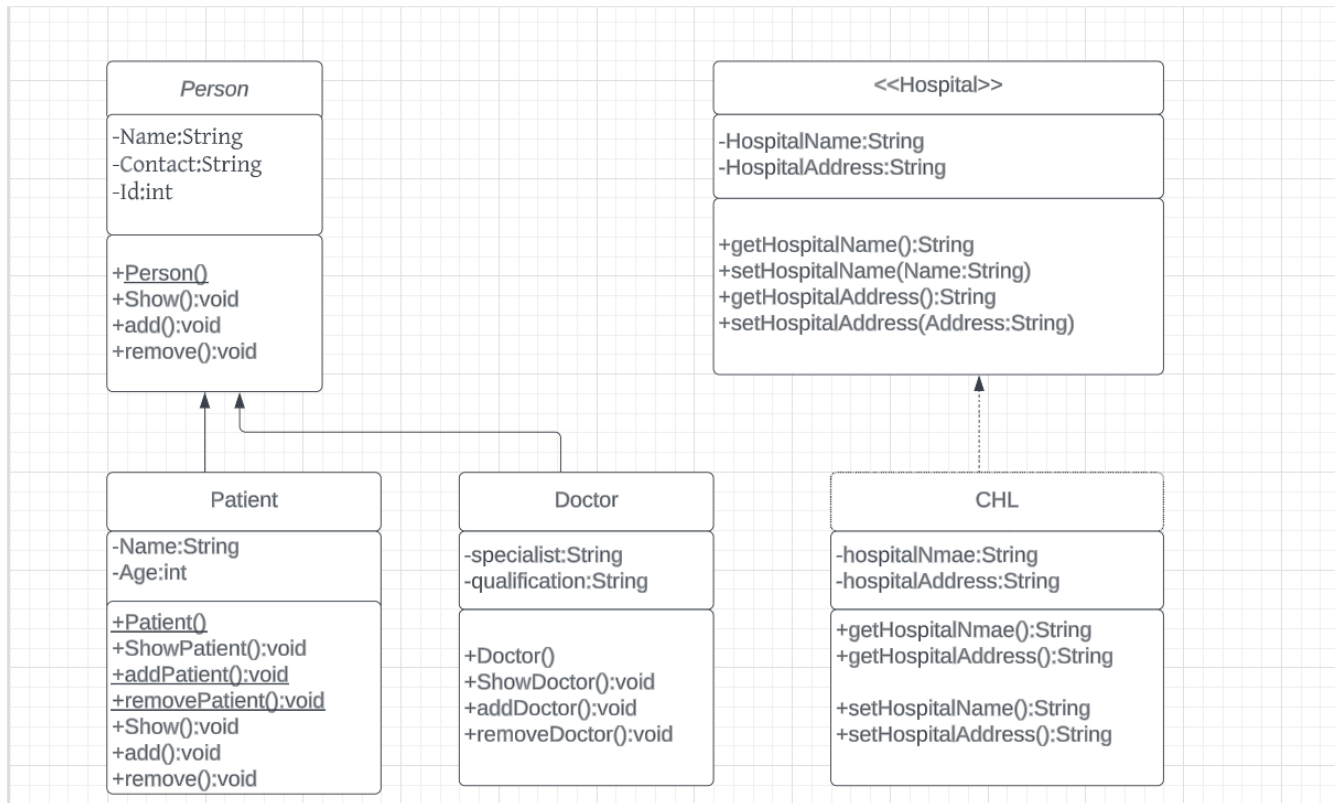 Person
-Name:String
-Contact:String
-Id:int
+Person()
+Show():void
+add():void
+remove():void
<<Hospital>>
-HospitalName:String
-HospitalAddress:String
+getHospitalName():String
+setHospitalName(Name:String)
+getHospitalAddress():String
+setHospitalAddress(Address:String)
Patient
-Name:String
-Age:int
+Patient()
+ShowPatient():void
+addPatient():void
+removePatient():void
+Show():void
+add():void
+remove():void
Doctor
-specialist:String
-qualification:String
+Doctor()
+ShowDoctor():void
+addDoctor():void
+removeDoctor():void
CHL
-hospitalNmae:String
-hospitalAddress:String
+getHospitalNmae():String
+getHospitalAddress():String
+setHospitalName():String
+setHospitalAddress():String